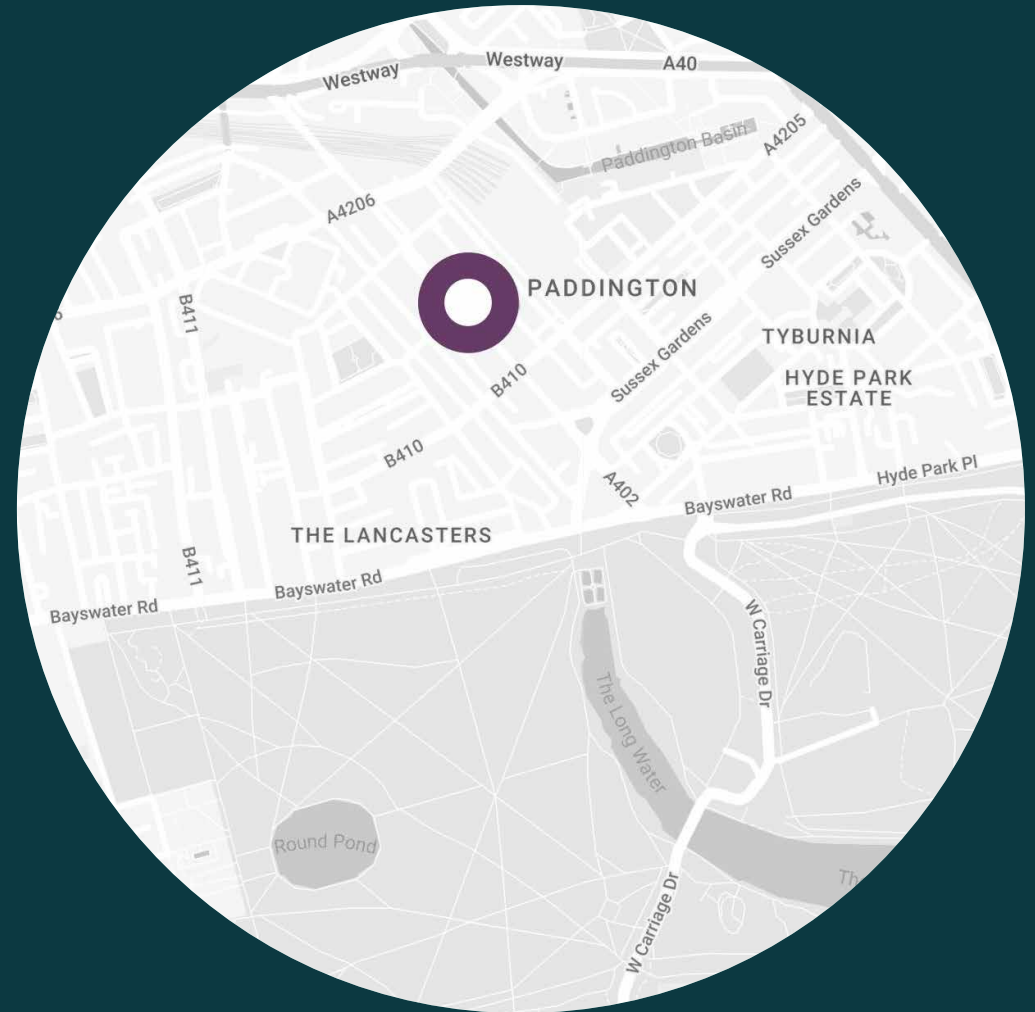 Westway
Westway
A40
Paddington Basin
A4205
A4206
Sussex Gardens
B411
PADDINGTON
TYBURNIA
Sussex Gardens
HYDE PARK
ESTATE
B410
B410
A402
Hyde Park Pl
Bayswater Rd
THE LANCASTERS
B411
Bayswater Rd
Bayswater Rd
W Carriage Dr
The Long Water
Round Pond
W Carriage Dr